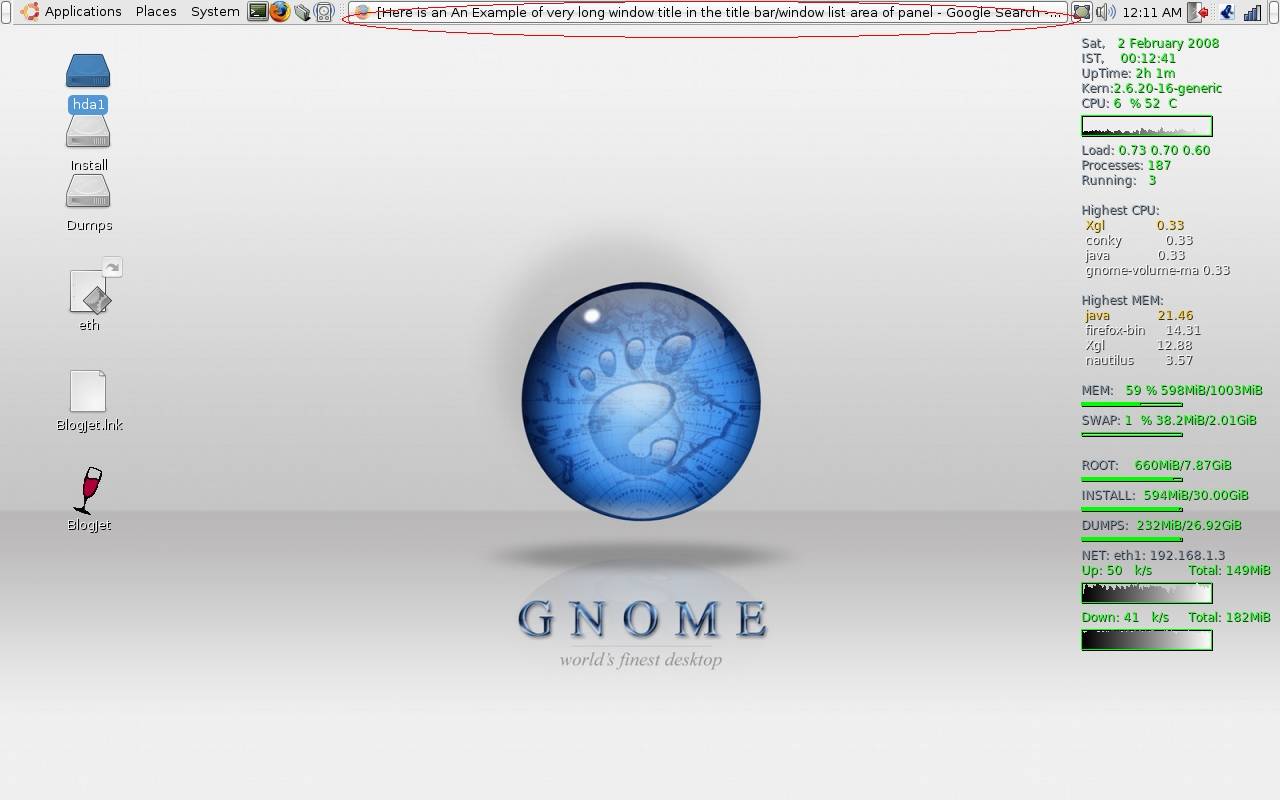 Applications Places System [Here is an An Example of very long window title in the title bar/window list area of panel - Google Search -... 12:11 AM
hda1
Install
Dumps
eth
BlogJet.lnk
BlogJet
GNOME
world's finest desktop
Sat, 2 February 2008
IST, 00:12:41
UpTime: 2h 1m
Kern:2.6.20-16-generic
CPU: 6 % 52 C
Load: 0.73 0.70 0.60
Processes: 187
Running: 3
Highest CPU:
Xgl 0.33
conky 0.33
java 0.33
gnome-volume-ma 0.33
Highest MEM:
java 21.46
firefox-bin 14.31
Xgl 12.88
nautilus 3.57
MEM: 59 % 598MiB/1003MiB
SWAP: 1 % 38.2MiB/2.01GiB
ROOT: 660MiB/7.87GiB
INSTALL: 594MiB/30.00GiB
DUMPS: 232MiB/26.92GiB
NET: eth1: 192.168.1.3
Up: 50 k/s Total: 149MiB
Down: 41 k/s Total: 182MiB